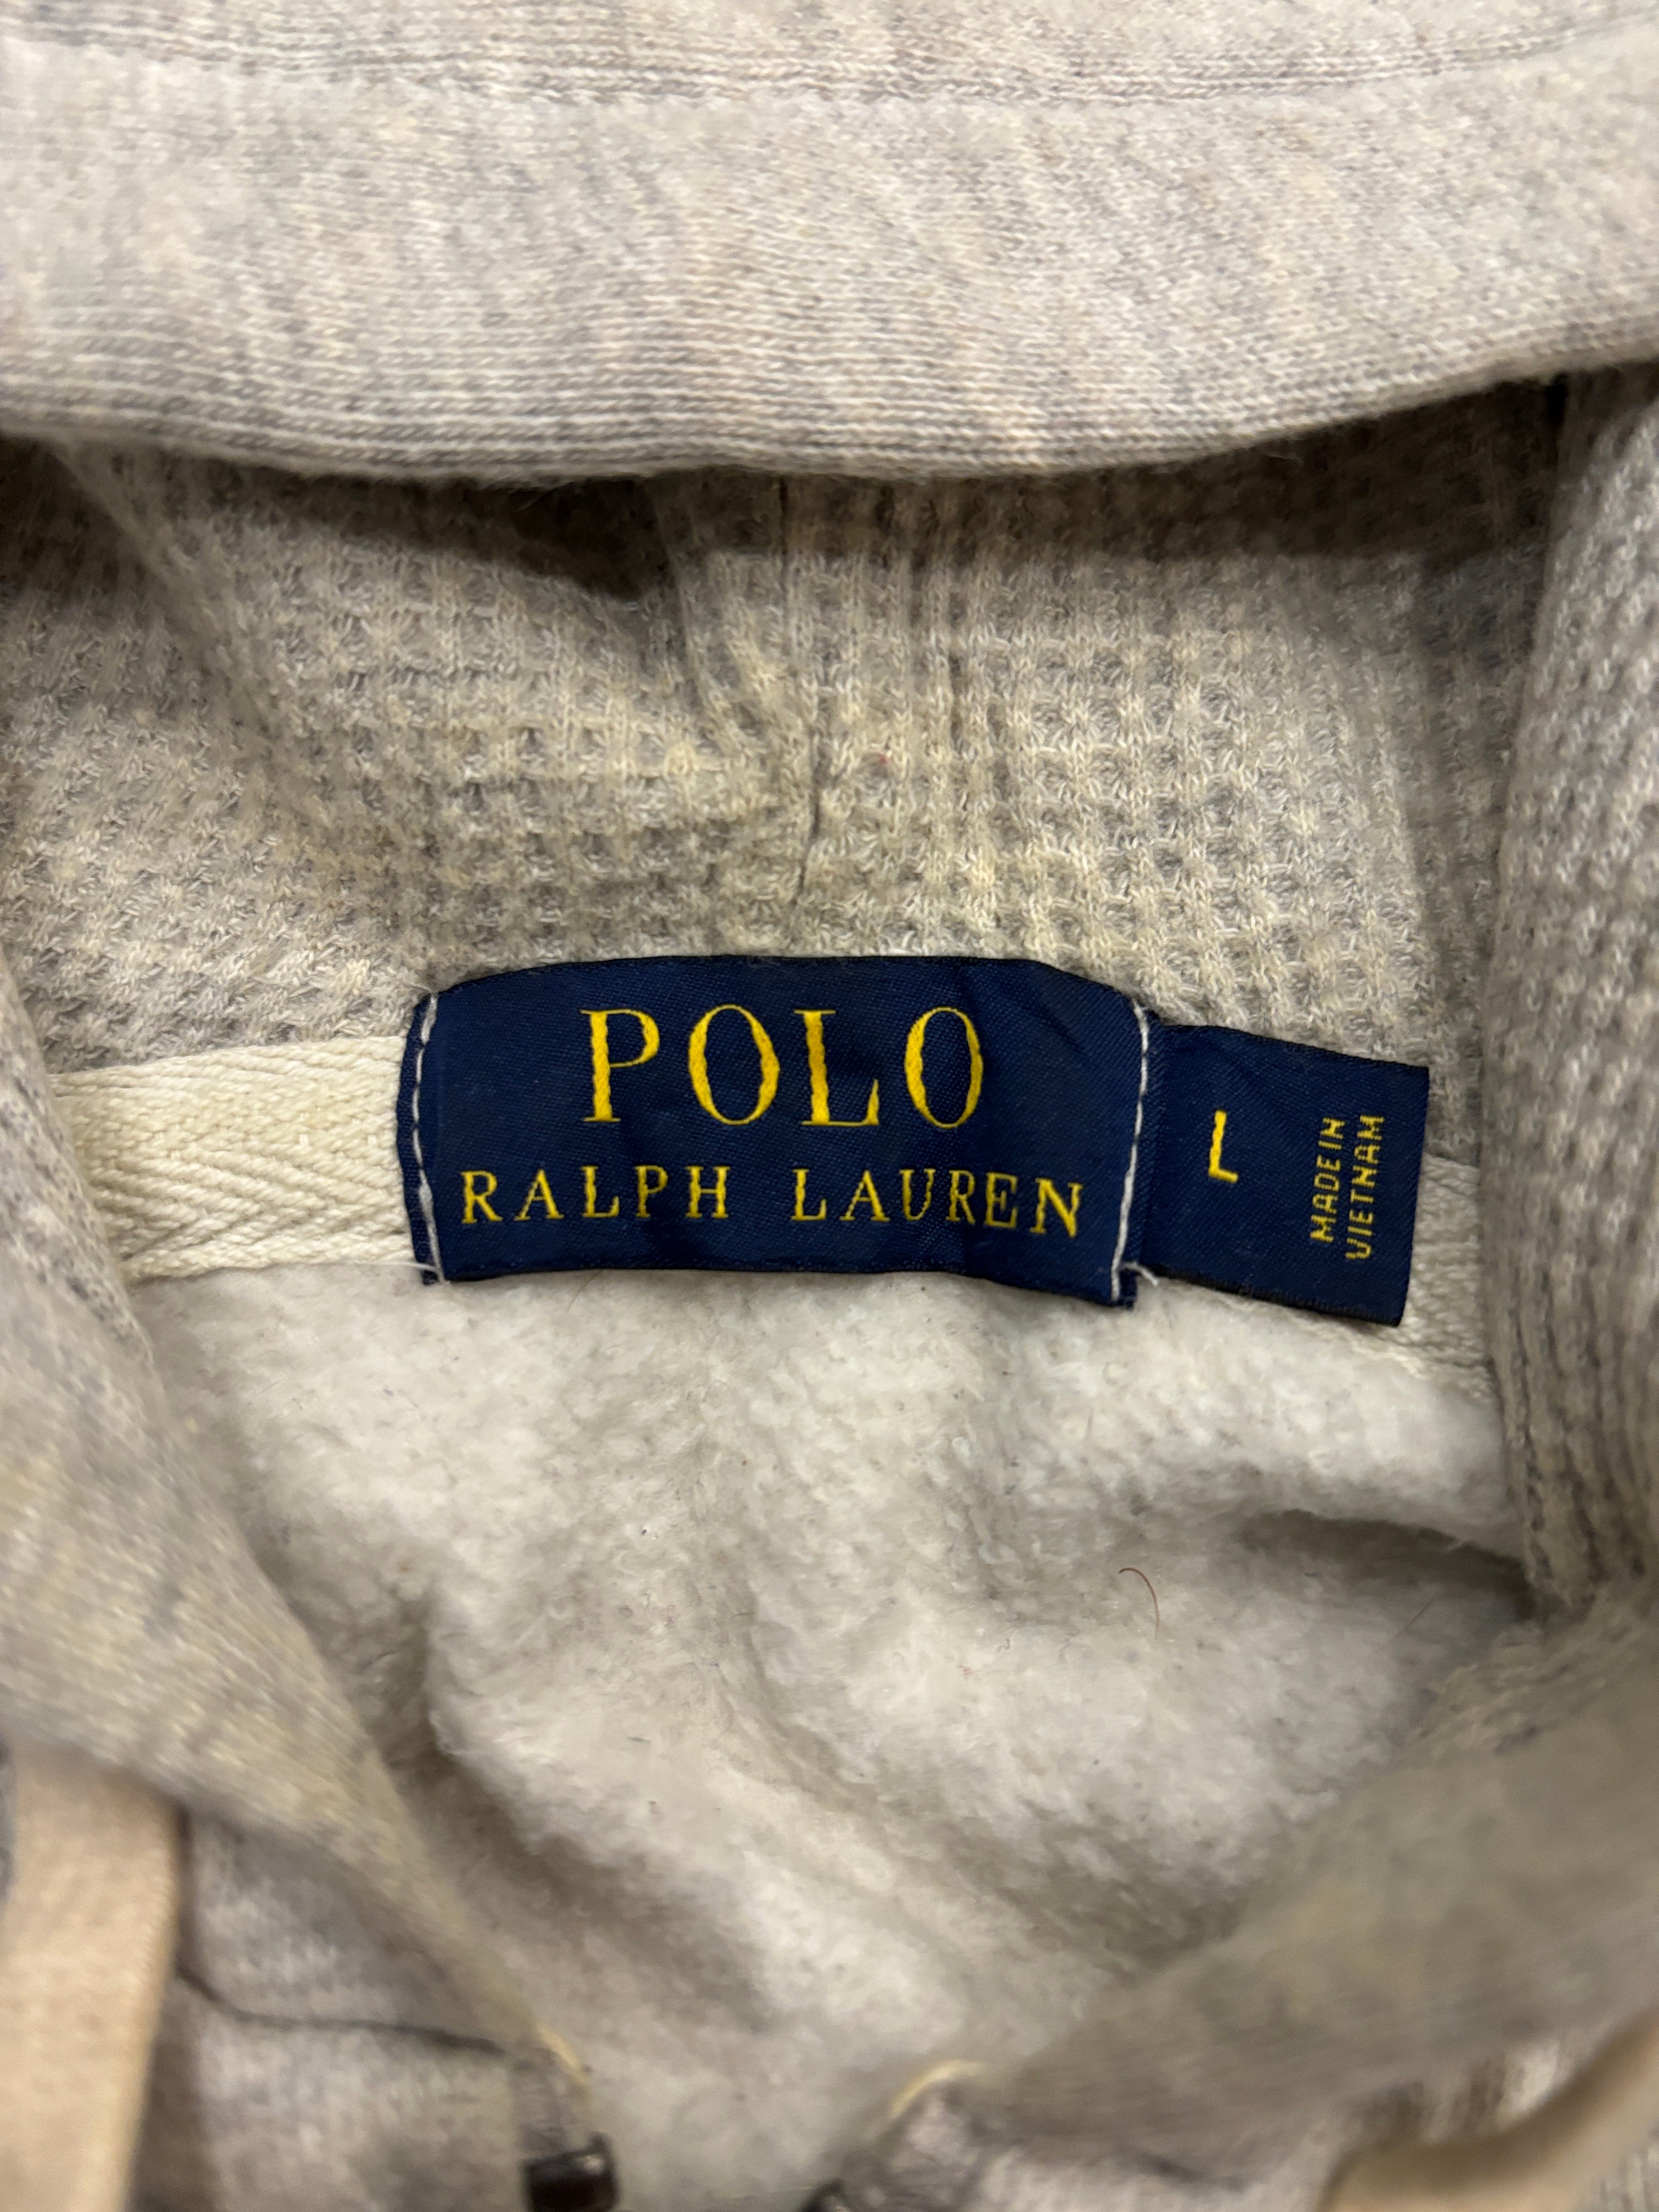 POLO
RALPH LAUREN
L
MADE IN
VIETNAM